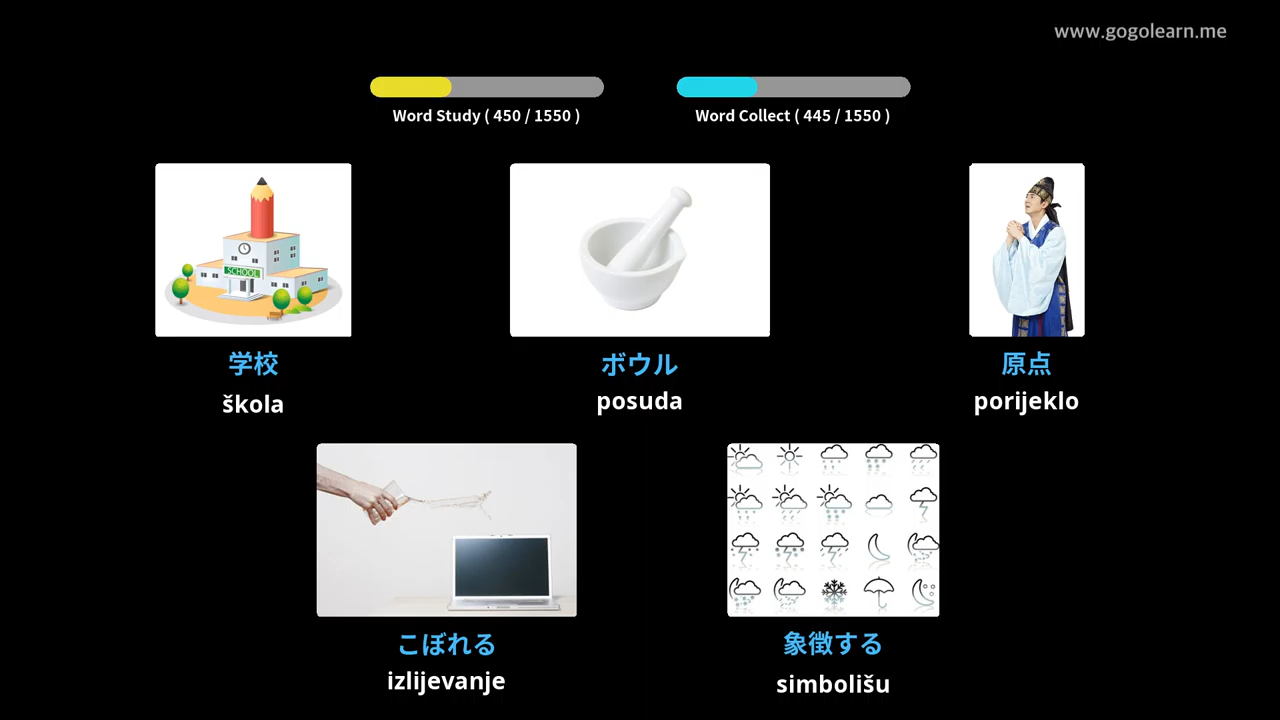 www.gogolearn.me
Word Study ( 450 / 1550 )
Word Collect ( 445 / 1550 )
SCHOOL
学校
škola
ボウル
posuda
原点
porijeklo
こぼれる
izlijevanje
象徴する
simbolišu